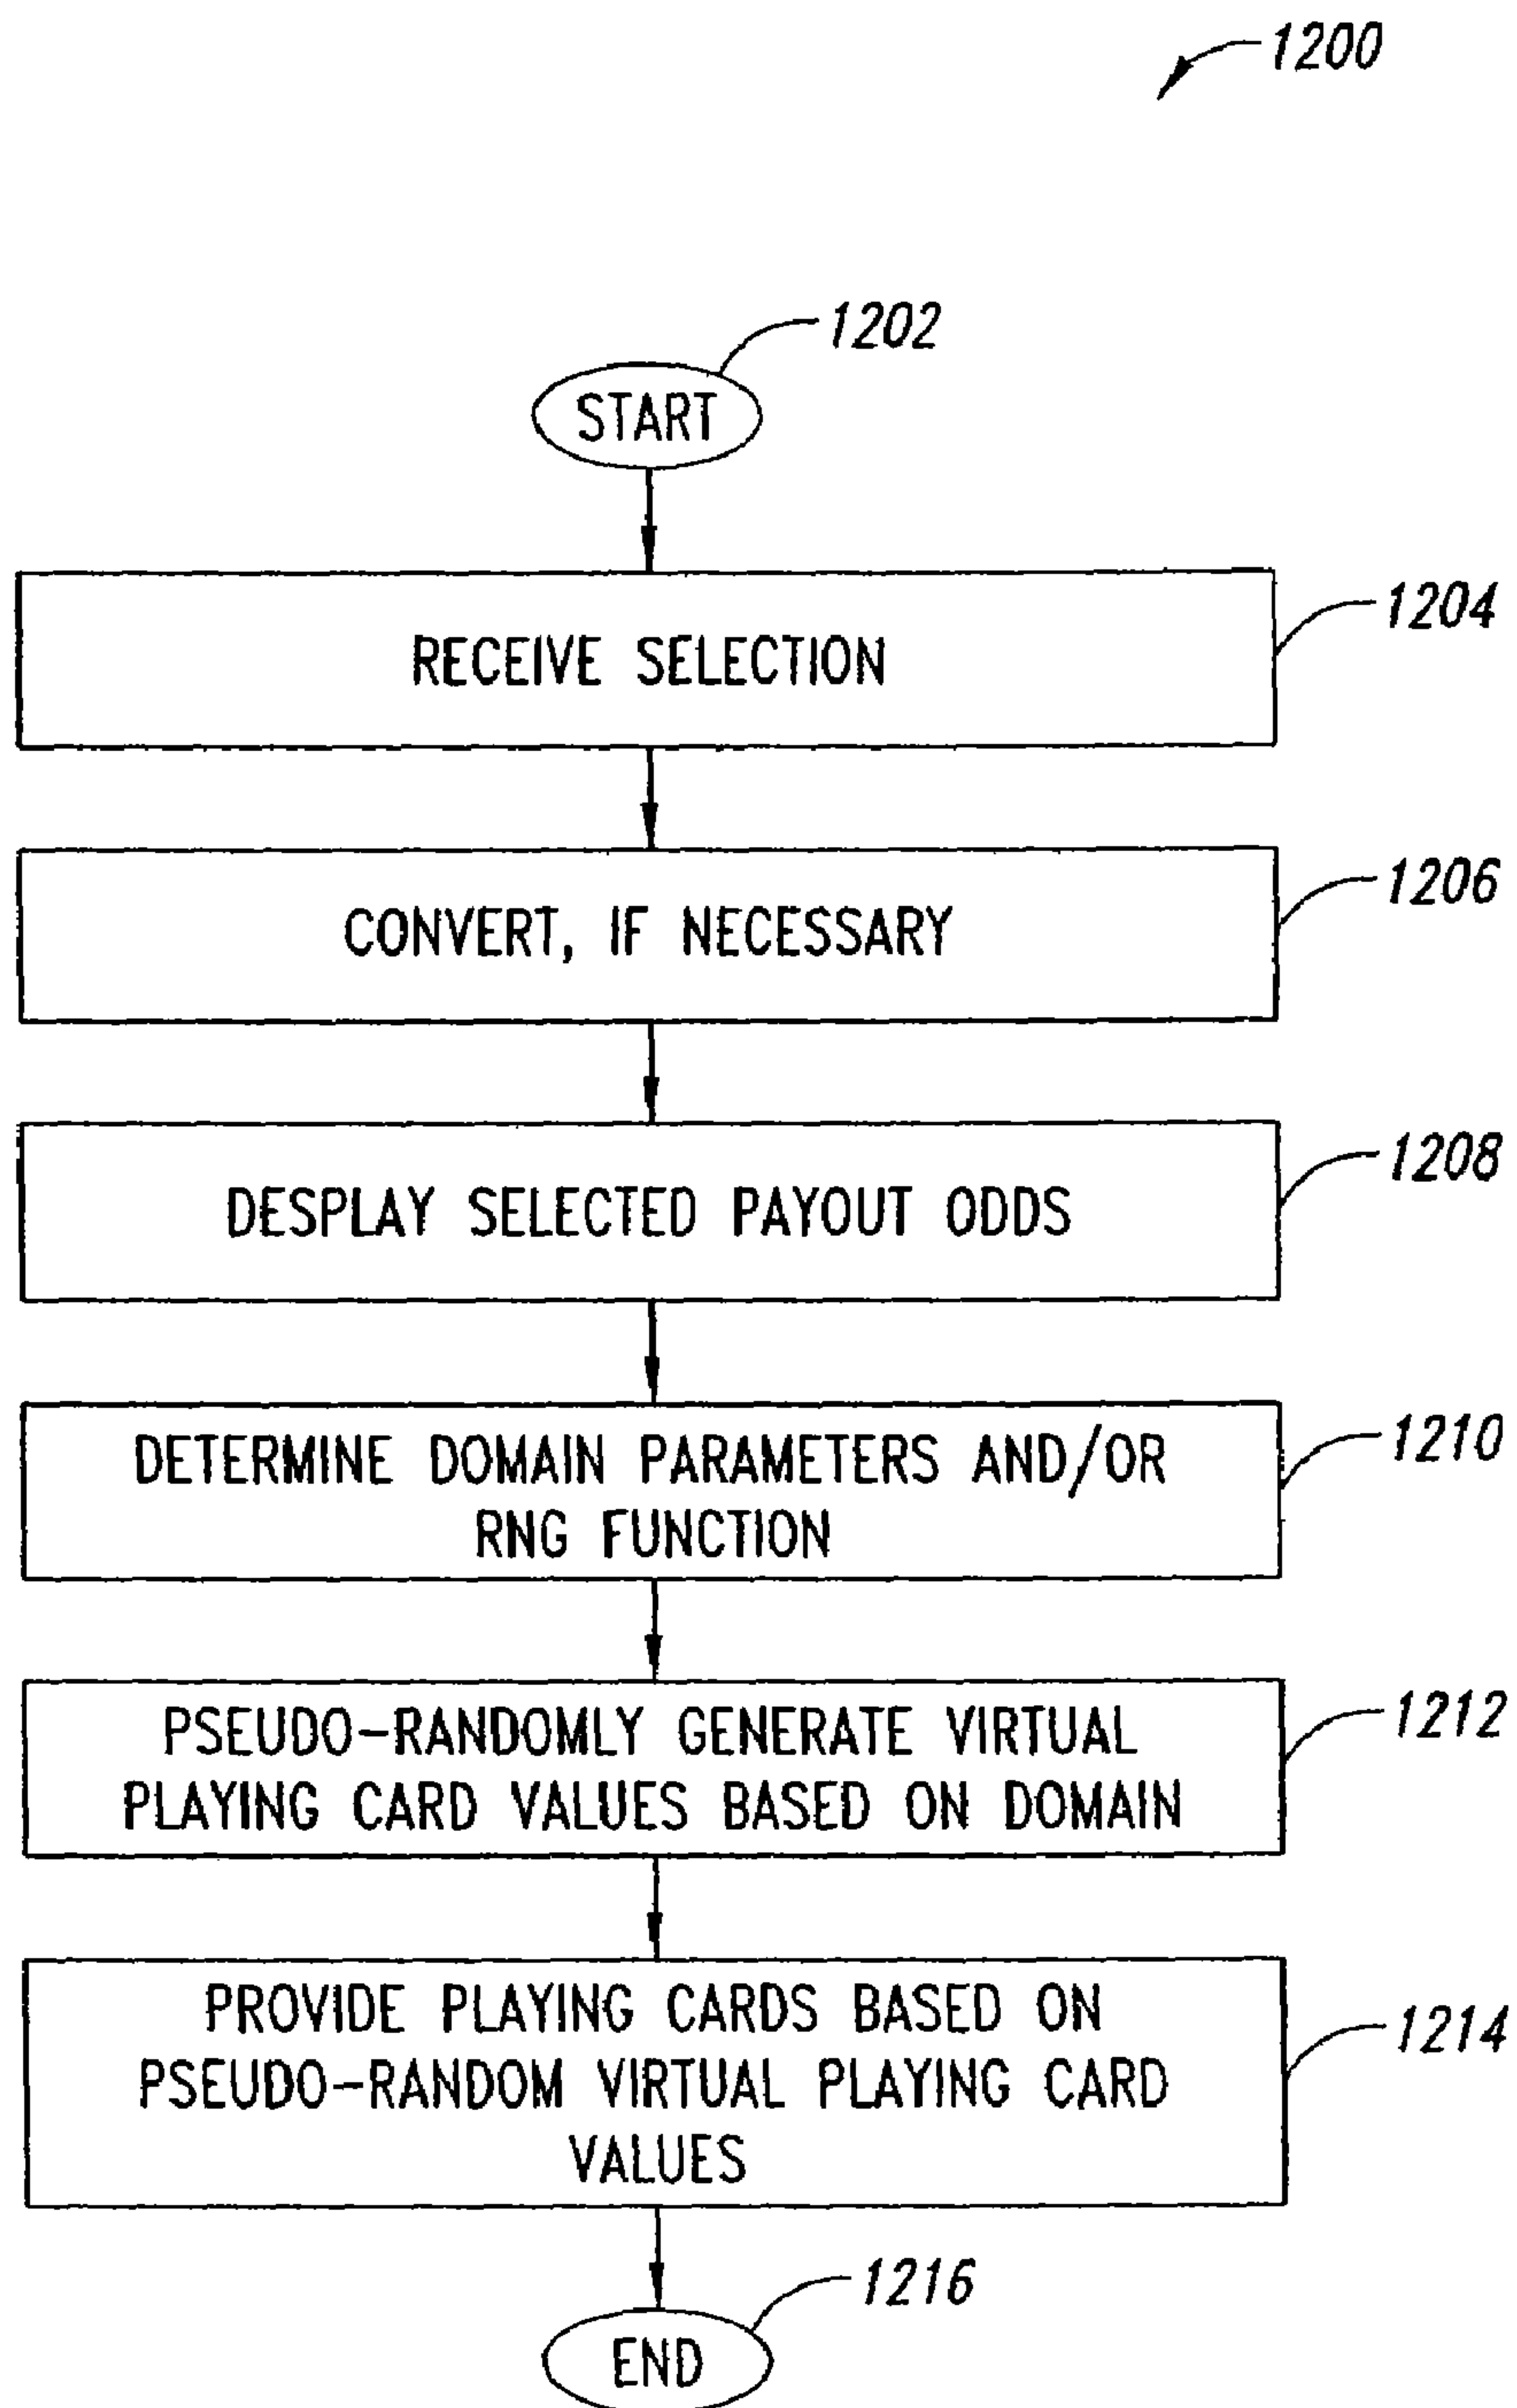 1200
1202
START
1204
RECEIVE SELECTION
1206
CONVERT, IF NECESSARY
1208
DESPLAY SELECTED PAYOUT ODDS
1210
DETERMINE DOMAIN PARAMETERS AND/OR
RNG FUNCTION
1212
PSEUDO-RANDOMLY GENERATE VIRTUAL
PLAYING CARD VALUES BASED ON DOMAIN
1214
PROVIDE PLAYING CARDS BASED ON
PSEUDO-RANDOM VIRTUAL PLAYING CARD
VALUES
1216
END